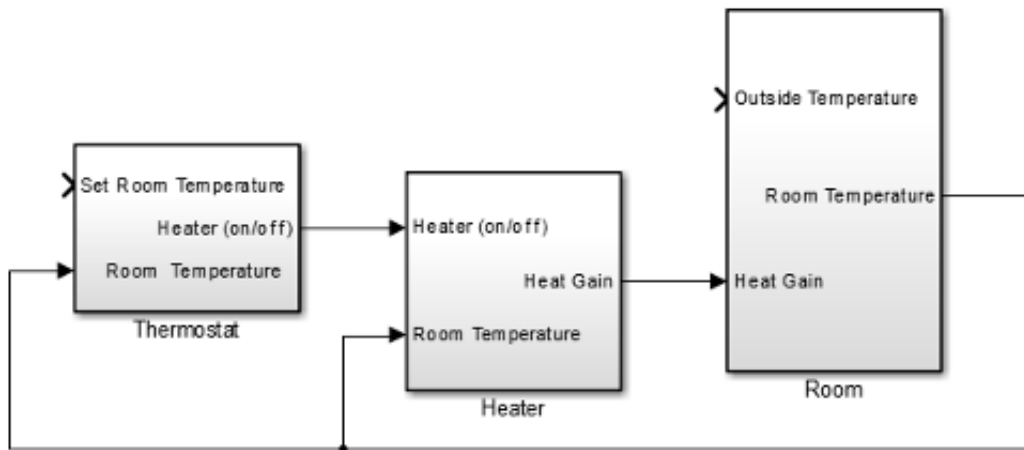 Set Room Temperature
Heater (on/off)
Room Temperature
Thermostat
Heater (on/off)
Heat Gain
Room Temperature
Heater
Outside Temperature
Room Temperature
Heat Gain
Room